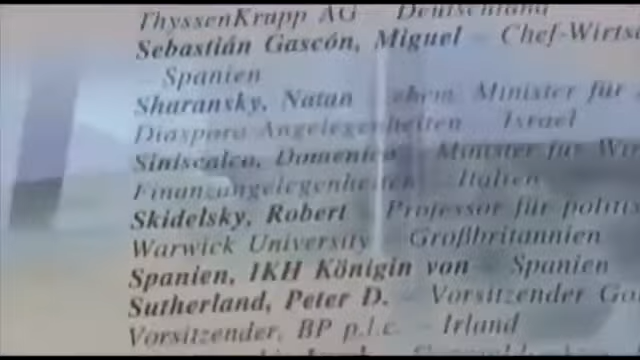 ThyssenKrupp AG - Deutschland
Sebastián Gascón, Miguel - Chef-Wirtsc
- Spanien
Sharansky, Natan - ehem. Minister für
Diaspora-Angelegenheiten - Israel
Siniscalco, Domenico - Minister für Wir
Finanzangelegenheiten - Italien
Skidelsky, Robert - Professor für politis
Warwick University - Großbritannien
Spanien, IKH Königin von - Spanien
Sutherland, Peter D. - Vorsitzender Go
Vorsitzender, BP p.l.c. - Irland